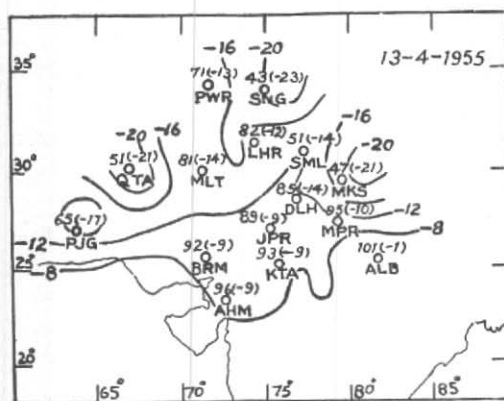 -16 -20
13-4-1955
35°
71(-13) 43(-23)
PWR SNG
-16
82(-12)
-20 -16 LHR 51(-14) -20
30° 51(-21) 81(-14) SML 47(-21)
QTA MLT MKS
85(-14)
DLH
65(-17) 89(-9) 95(-10) -12
PJG JPR MPR -8
-12
92(-9) 93(-9) 101(-1)
25° BRM KTA ALB
-8
96(-9)
AHM
20°
65° 70° 75° 80° 85°